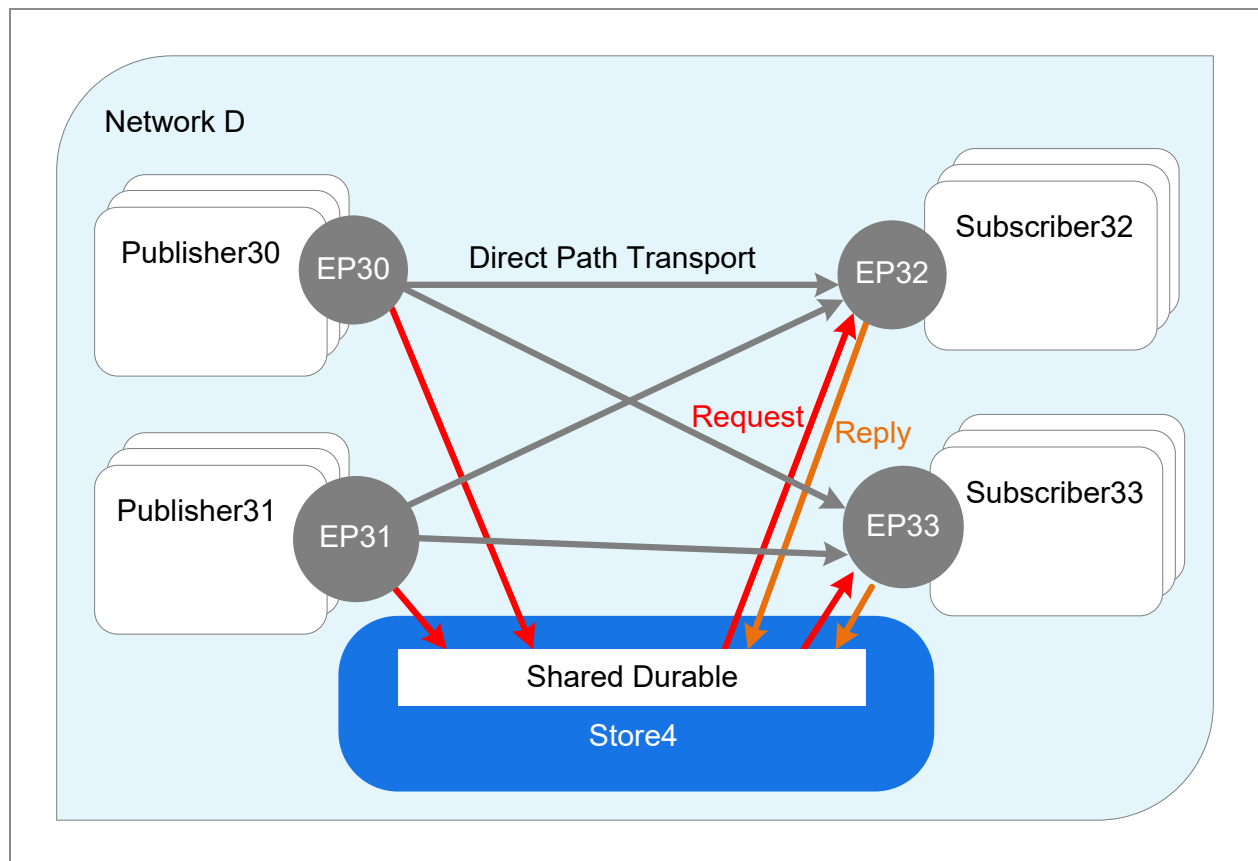 Network D
Publisher30
EP30
Direct Path Transport
EP32
Subscriber32
Request
Reply
Publisher31
EP31
EP33
Subscriber33
Shared Durable
Store4